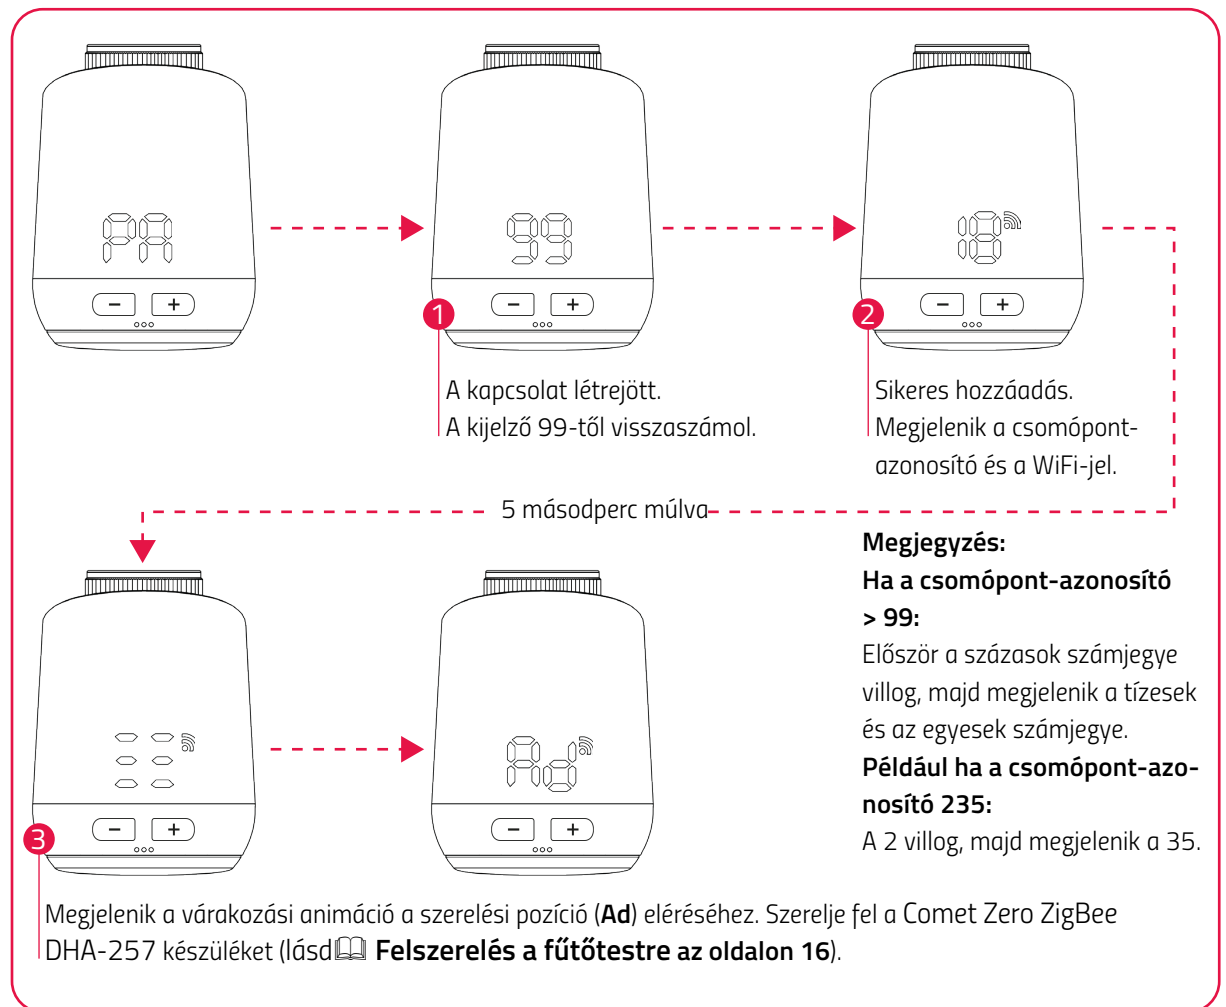 PA
99
18
− +
− +
− +
1
2
A kapcsolat létrejött.
A kijelző 99-től visszaszámol.
Sikeres hozzáadás.
Megjelenik a csomópont-
azonosító és a WiFi-jel.
5 másodperc múlva
Megjegyzés:
Ha a csomópont-azonosító
> 99:
Először a százasok számjegye
villog, majd megjelenik a tízesek
és az egyesek számjegye.
Például ha a csomópont-azo-
nosító 235:
A 2 villog, majd megjelenik a 35.
Ad
− +
− +
3
Megjelenik a várakozási animáció a szerelési pozíció (Ad) eléréséhez. Szerelje fel a Comet Zero ZigBee
DHA-257 készüléket (lásd Felszerelés a fűtőtestre az oldalon 16).